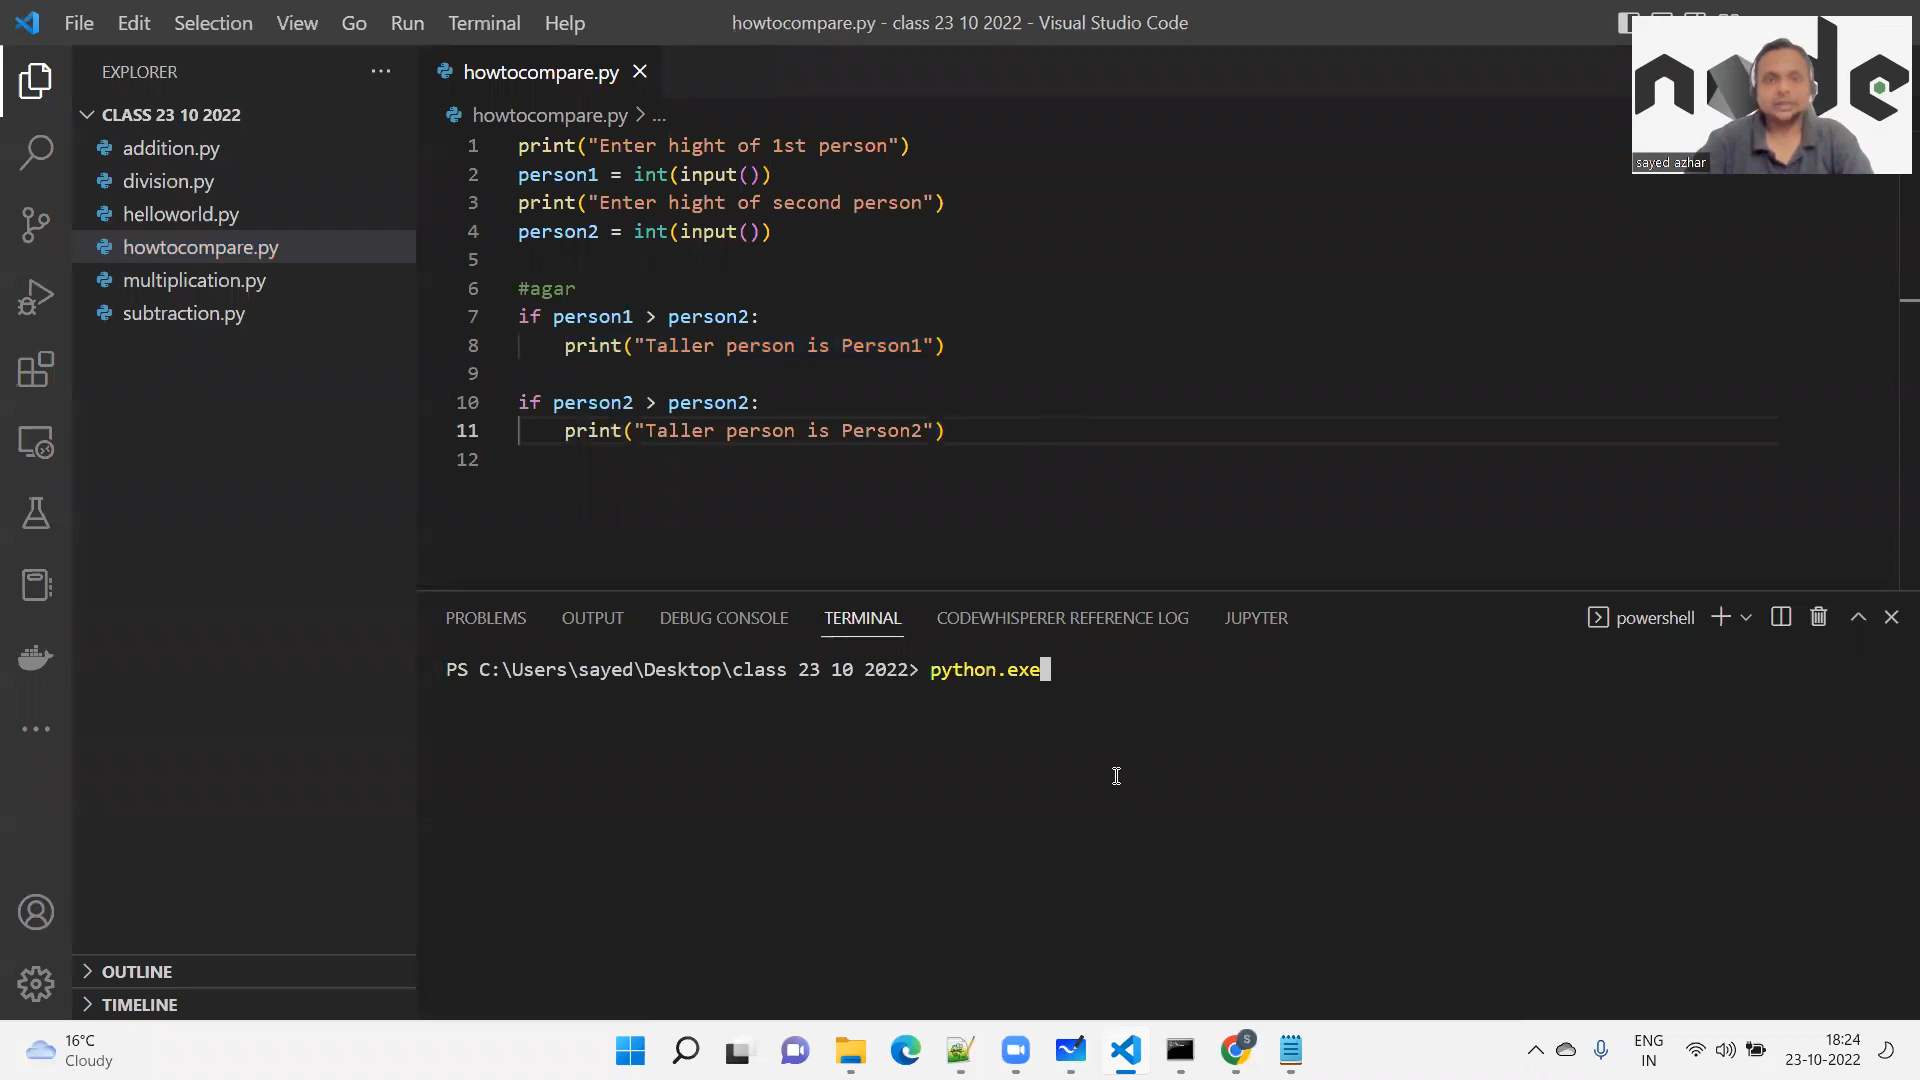 File Edit Selection View Go Run Terminal Help
howtocompare.py - class 23 10 2022 - Visual Studio Code
node
sayed azhar
EXPLORER
CLASS 23 10 2022
addition.py
division.py
helloworld.py
howtocompare.py
multiplication.py
subtraction.py
OUTLINE
TIMELINE
howtocompare.py
howtocompare.py > ...
1 print("Enter hight of 1st person")
2 person1 = int(input())
3 print("Enter hight of second person")
4 person2 = int(input())
5
6 #agar
7 if person1 > person2:
8     print("Taller person is Person1")
9
10 if person2 > person2:
11     print("Taller person is Person2")
12
PROBLEMS OUTPUT DEBUG CONSOLE TERMINAL CODEWHISPERER REFERENCE LOG JUPYTER
powershell
PS C:\Users\sayed\Desktop\class 23 10 2022> python.exe
16°C
Cloudy
S
ENG
IN
18:24
23-10-2022